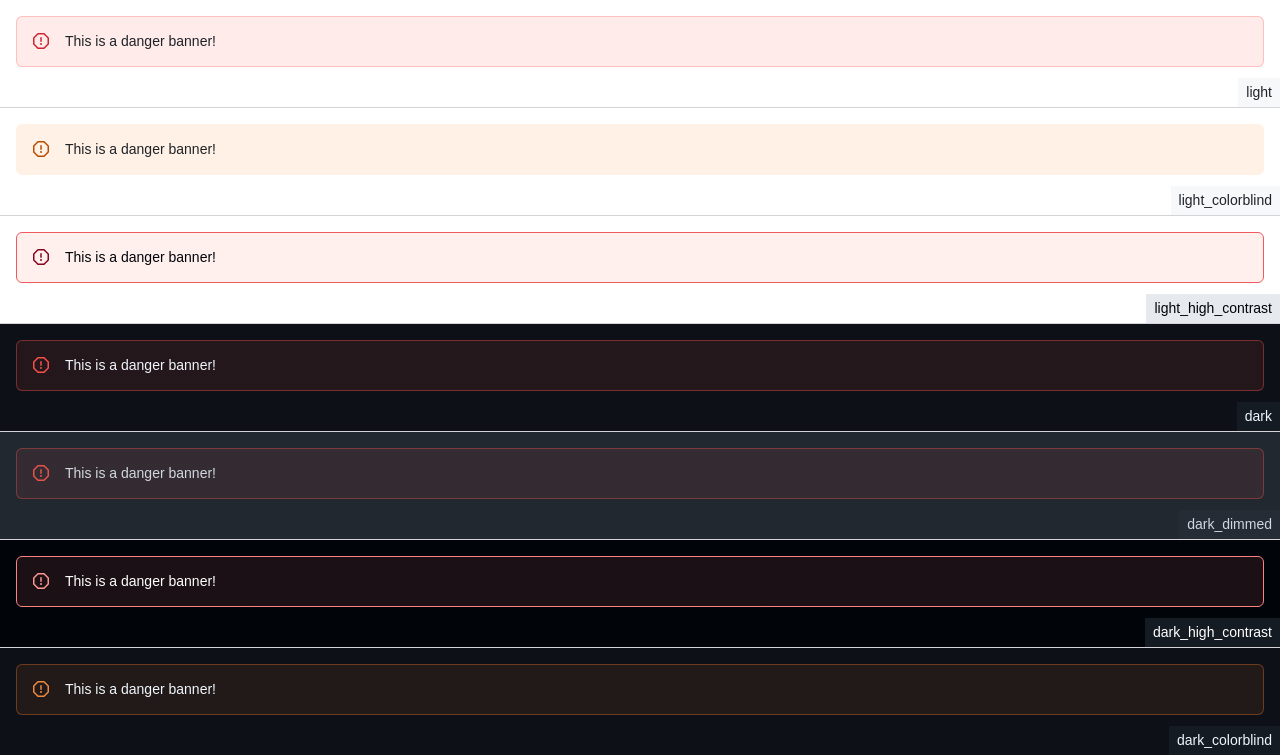 This is a danger banner!
light
This is a danger banner!
light_colorblind
This is a danger banner!
light_high_contrast
This is a danger banner!
dark
This is a danger banner!
dark_dimmed
This is a danger banner!
dark_high_contrast
This is a danger banner!
dark_colorblind